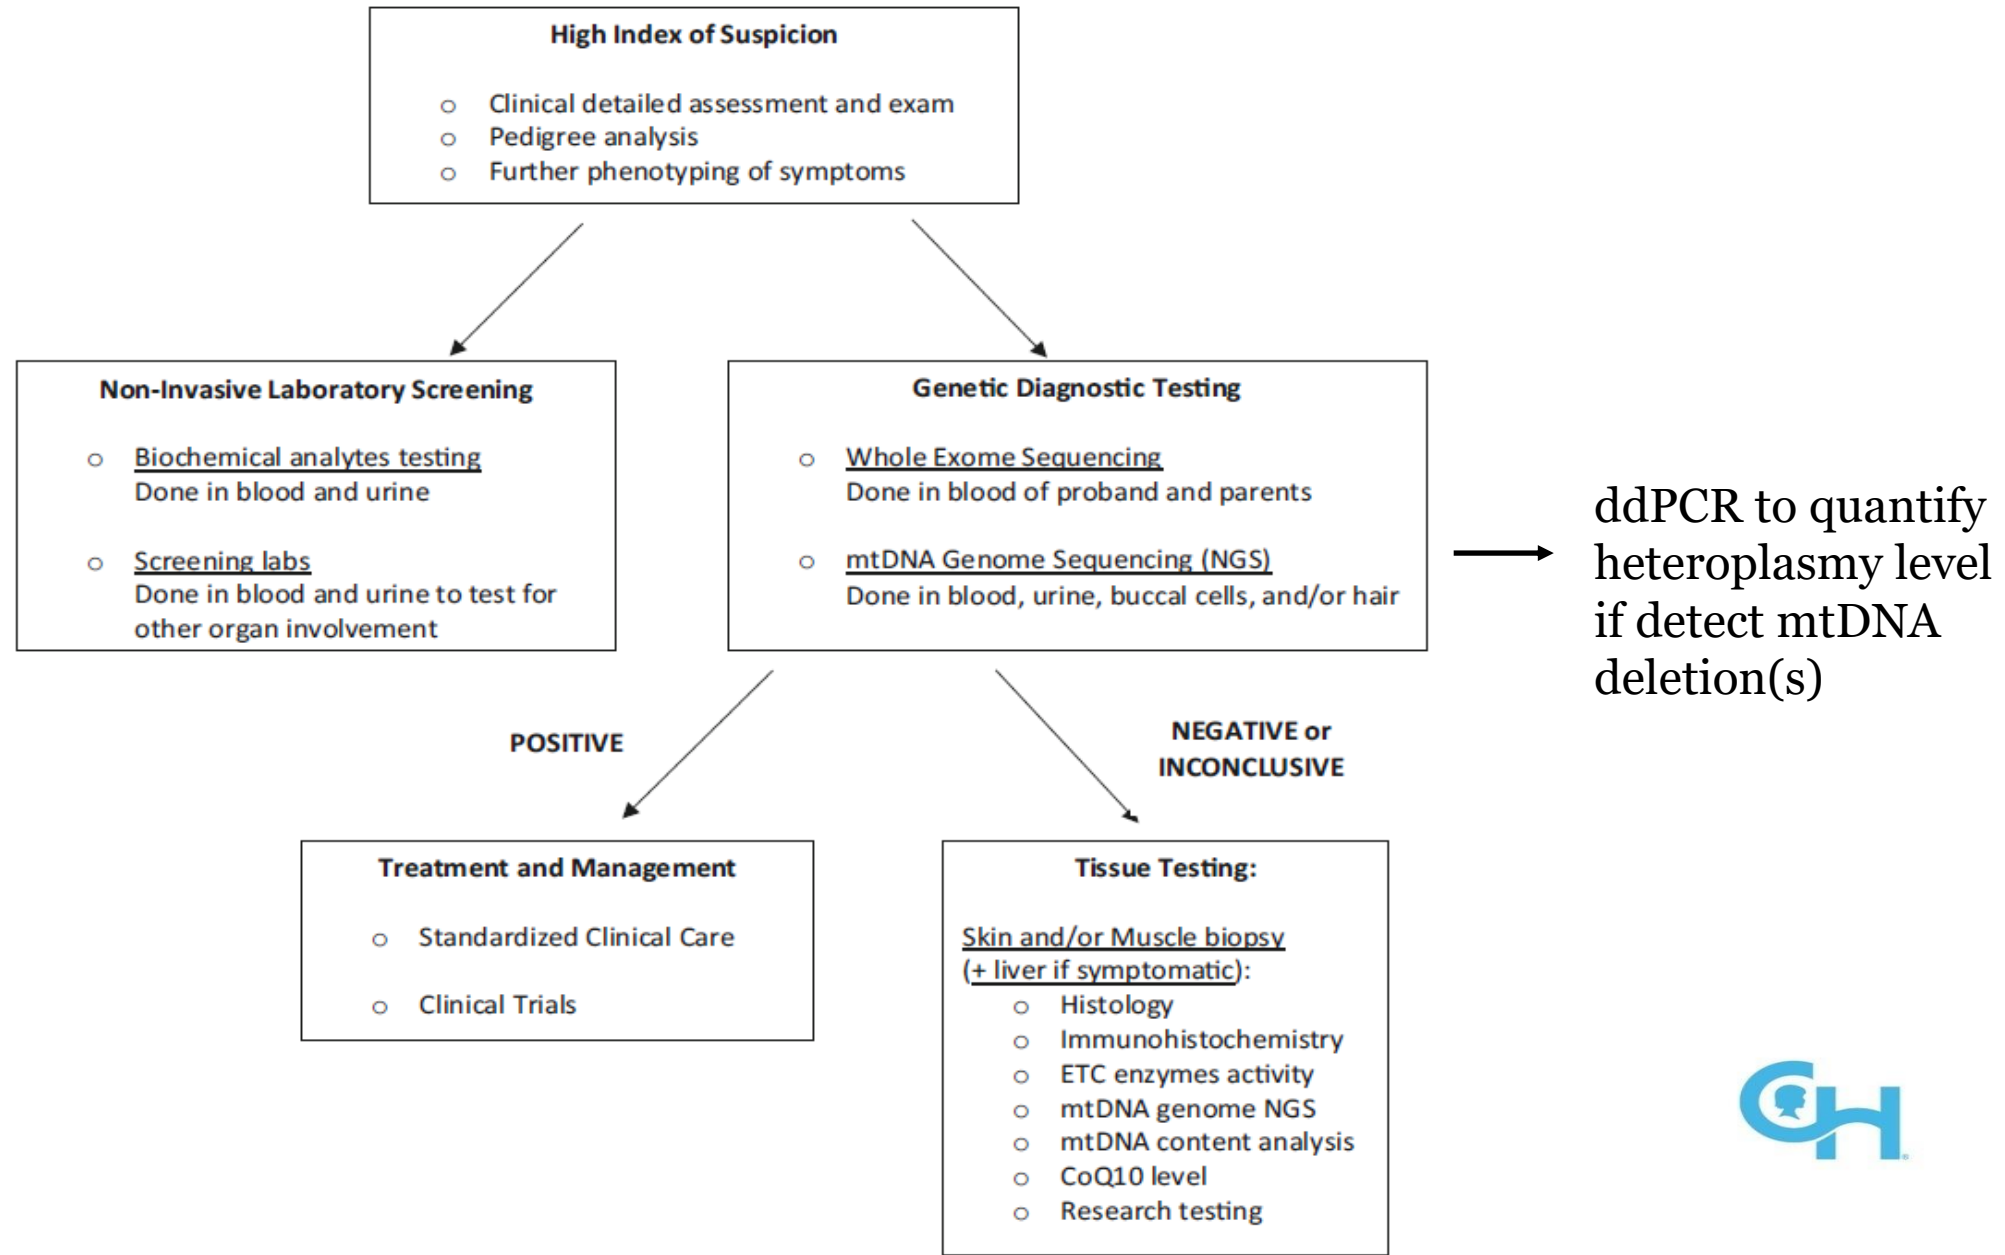 High Index of Suspicion
○ Clinical detailed assessment and exam
○ Pedigree analysis
○ Further phenotyping of symptoms
Non-Invasive Laboratory Screening
○ Biochemical analytes testing
Done in blood and urine
○ Screening labs
Done in blood and urine to test for
other organ involvement
Genetic Diagnostic Testing
○ Whole Exome Sequencing
Done in blood of proband and parents
○ mtDNA Genome Sequencing (NGS)
Done in blood, urine, buccal cells, and/or hair
ddPCR to quantify
heteroplasmy level
if detect mtDNA
deletion(s)
POSITIVE
NEGATIVE or
INCONCLUSIVE
Treatment and Management
○ Standardized Clinical Care
○ Clinical Trials
Tissue Testing:
Skin and/or Muscle biopsy
(+ liver if symptomatic):
○ Histology
○ Immunohistochemistry
○ ETC enzymes activity
○ mtDNA genome NGS
○ mtDNA content analysis
○ CoQ10 level
○ Research testing
CH®